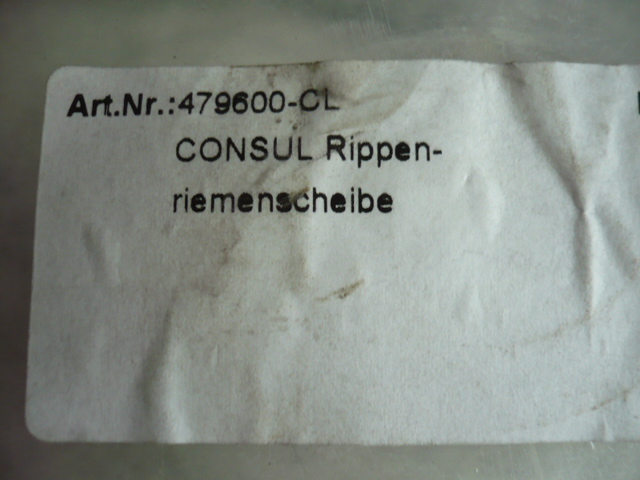 Art.Nr.:479600-CL
CONSUL Rippen-
riemenscheibe